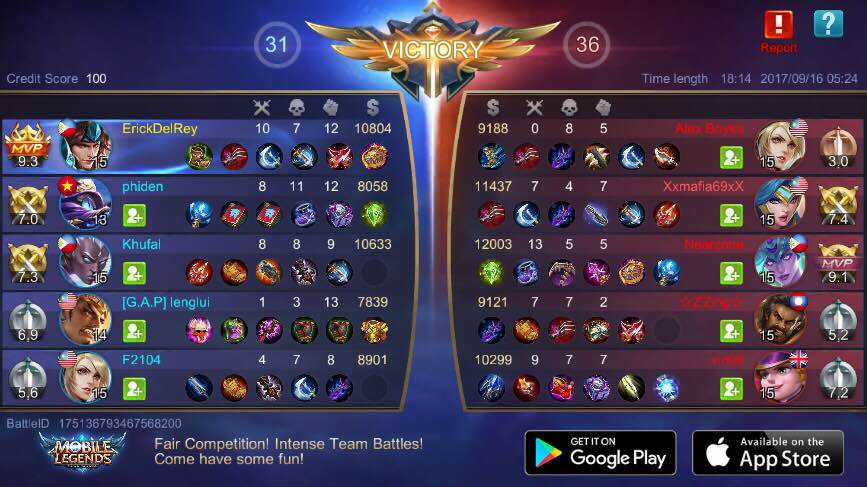 31 VICTORY 36
Report
Credit Score 100
Time length 18:14 2017/09/16 05:24
MVP 9.3 15 ErickDelRey 10 7 12 10804
9188 0 8 5 15 3,0
7.0 13 phiden 8 11 12 8058
11437 7 4 7 Xxmafia69xX 15 7.4
7.3 15 Khufal 8 8 9 10633
12003 13 5 5 15 MVP 9.1
6,9 14 [G.A.P] lenglui 1 3 13 7839
9121 7 7 2 15 5,2
5,6 15 F2104 4 7 8 8901
10299 9 7 7 15 7,2
BattleID 175136793467568200
MOBILE LEGENDS
Fair Competition! Intense Team Battles!
Come have some fun!
GET IT ON
Google Play
Available on the
App Store